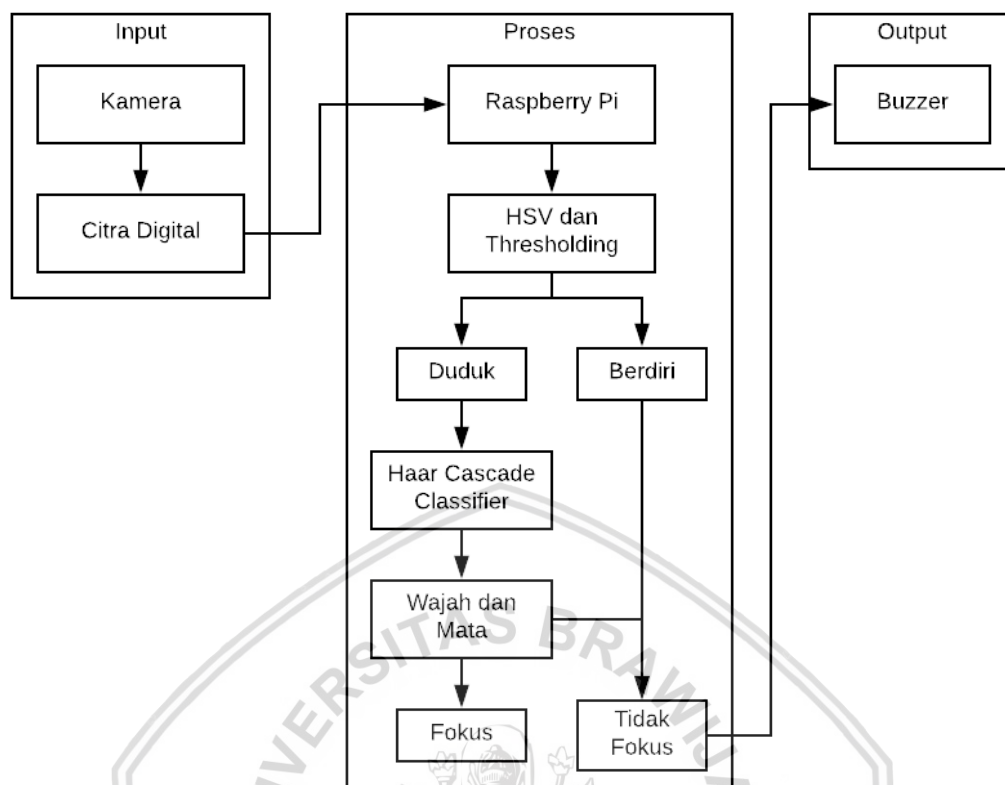 Input
Kamera
Citra Digital
Proses
Raspberry Pi
HSV dan
Thresholding
Duduk
Berdiri
Haar Cascade
Classifier
Wajah dan
Mata
Fokus
Tidak
Fokus
Output
Buzzer